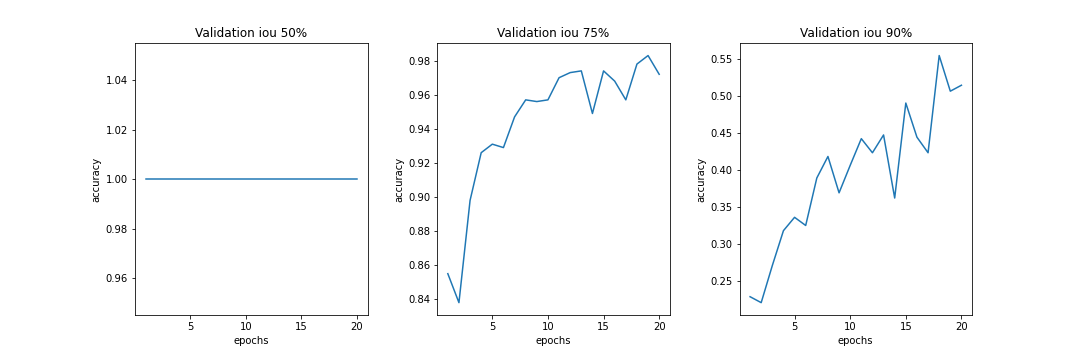 Validation iou 50%
accuracy
1.04
1.02
1.00
0.98
0.96
5 10 15 20
epochs
Validation iou 75%
accuracy
0.98
0.96
0.94
0.92
0.90
0.88
0.86
0.84
5 10 15 20
epochs
Validation iou 90%
accuracy
0.55
0.50
0.45
0.40
0.35
0.30
0.25
5 10 15 20
epochs